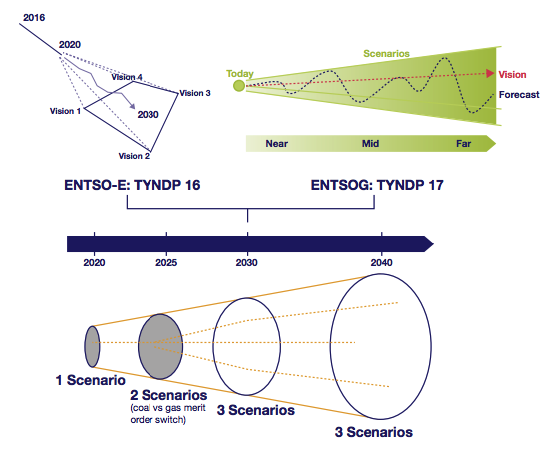 2016
2020
Vision 4
Vision 3
Vision 1
2030
Vision 2
Scenarios
Today
Vision
Forecast
Near Mid Far
ENTSO-E: TYNDP 16 ENTSOG: TYNDP 17
2020 2025 2030 2040
1 Scenario
2 Scenarios
(coal vs gas merit
order switch)
3 Scenarios
3 Scenarios